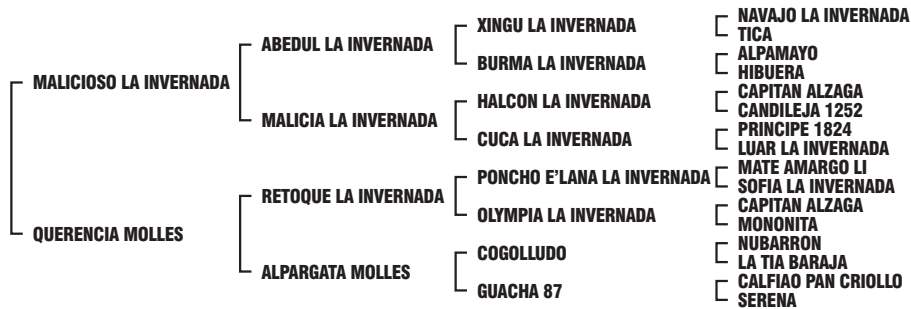 MALICIOSO LA INVERNADA
QUERENCIA MOLLES
ABEDUL LA INVERNADA
MALICIA LA INVERNADA
RETOQUE LA INVERNADA
ALPARGATA MOLLES
XINGU LA INVERNADA
BURMA LA INVERNADA
HALCON LA INVERNADA
CUCA LA INVERNADA
PONCHO E'LANA LA INVERNADA
OLYMPIA LA INVERNADA
COGOLLUDO
GUACHA 87
NAVAJO LA INVERNADA
TICA
ALPAMAYO
HIBUERA
CAPITAN ALZAGA
CANDILEJA 1252
PRINCIPE 1824
LUAR LA INVERNADA
MATE AMARGO LI
SOFIA LA INVERNADA
CAPITAN ALZAGA
MONONITA
NUBARRON
LA TIA BARAJA
CALFIAO PAN CRIOLLO
SERENA